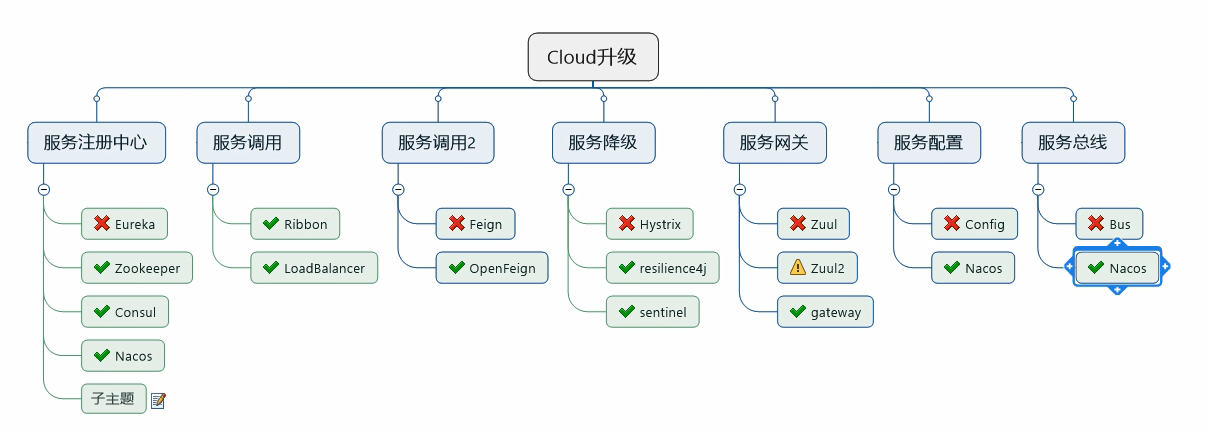 Cloud升级
服务注册中心
Eureka
Zookeeper
Consul
Nacos
子主题
服务调用
Ribbon
LoadBalancer
服务调用2
Feign
OpenFeign
服务降级
Hystrix
resilience4j
sentinel
服务网关
Zuul
Zuul2
gateway
服务配置
Config
Nacos
服务总线
Bus
Nacos